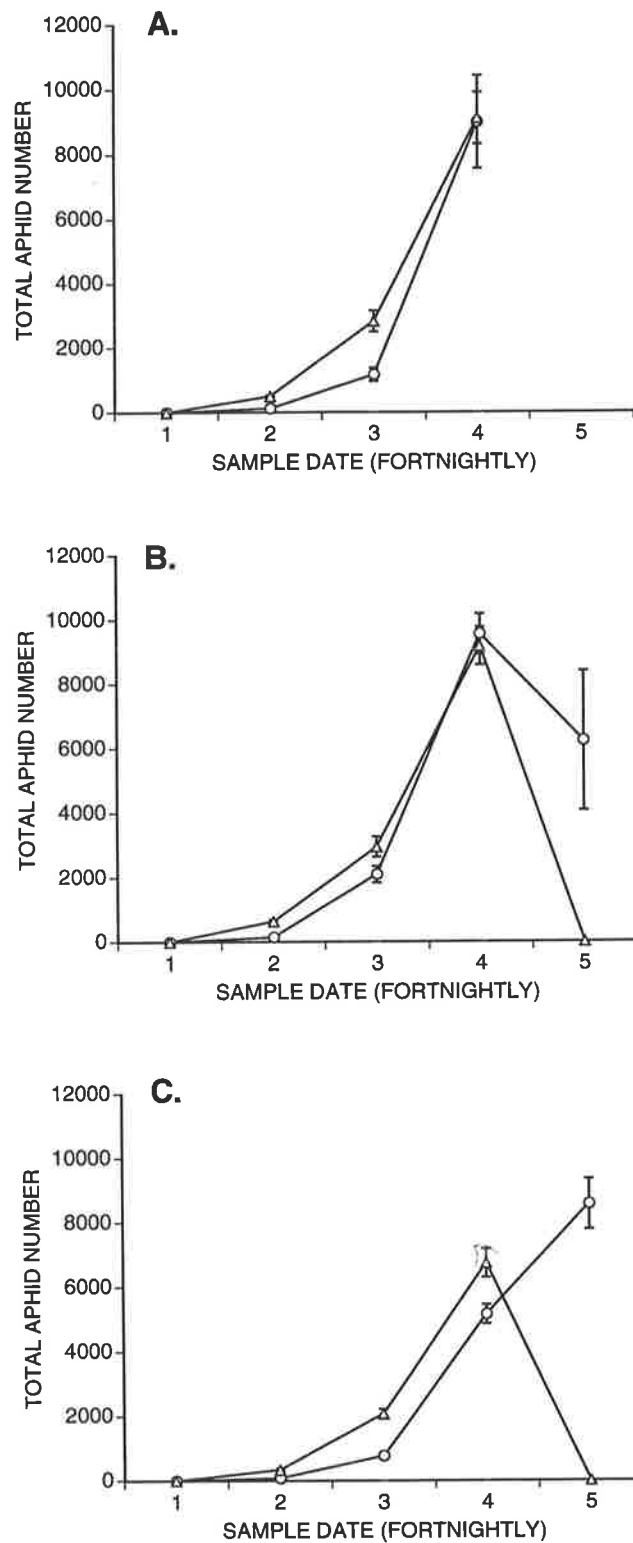 A.
TOTAL APHID NUMBER
12000
10000
8000
6000
4000
2000
0
1 2 3 4 5
SAMPLE DATE (FORTNIGHTLY)
B.
TOTAL APHID NUMBER
12000
10000
8000
6000
4000
2000
0
1 2 3 4 5
SAMPLE DATE (FORTNIGHTLY)
C.
TOTAL APHID NUMBER
12000
10000
8000
6000
4000
2000
0
1 2 3 4 5
SAMPLE DATE (FORTNIGHTLY)